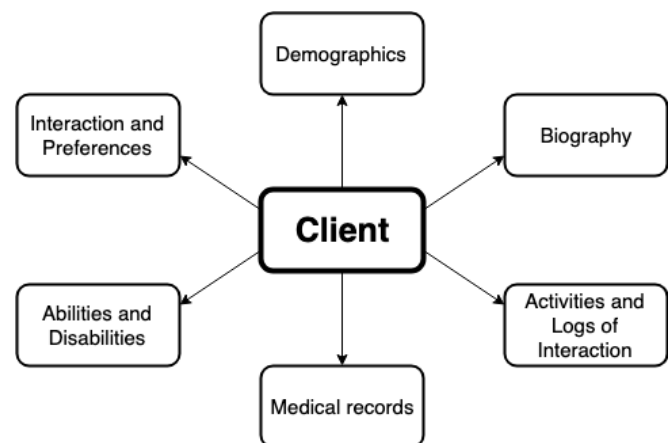 Demographics
Interaction and
Preferences
Biography
Client
Abilities and
Disabilities
Activities and
Logs of
Interaction
Medical records